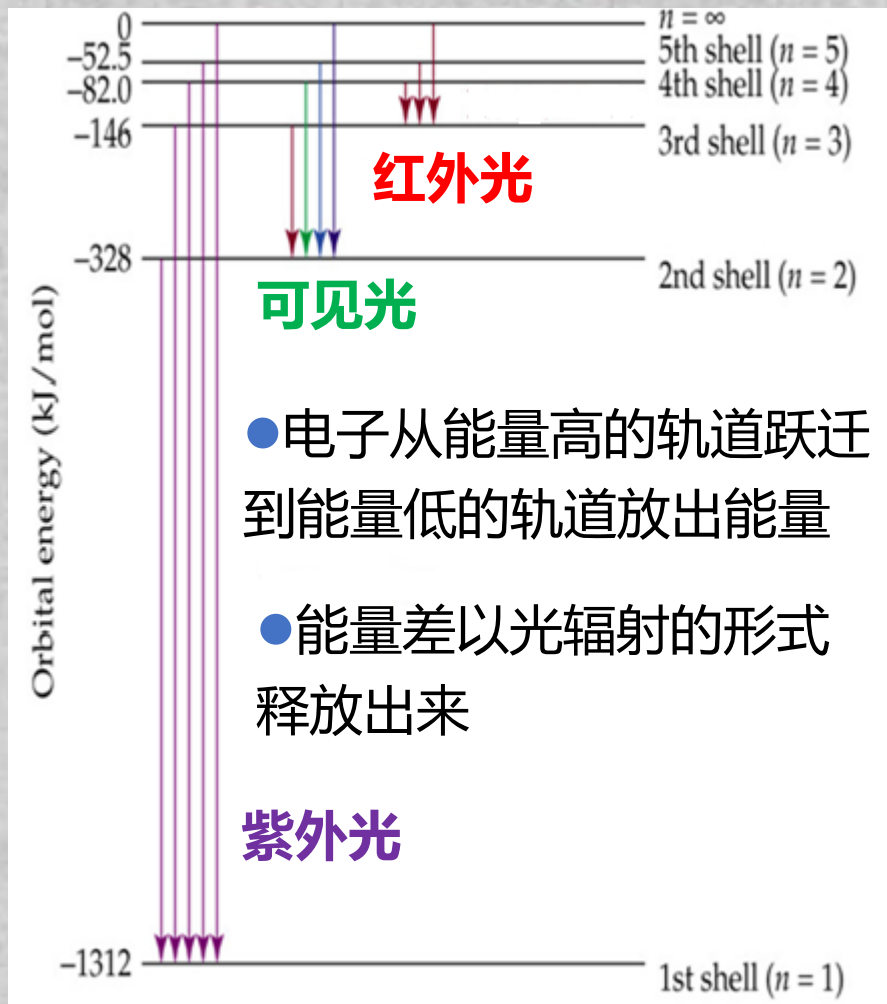 0
n = ∞
−52.5
5th shell (n = 5)
−82.0
4th shell (n = 4)
−146
3rd shell (n = 3)
红外光
−328
2nd shell (n = 2)
可见光
Orbital energy (kJ/mol)
●电子从能量高的轨道跃迁
到能量低的轨道放出能量
●能量差以光辐射的形式
释放出来
紫外光
−1312
1st shell (n = 1)